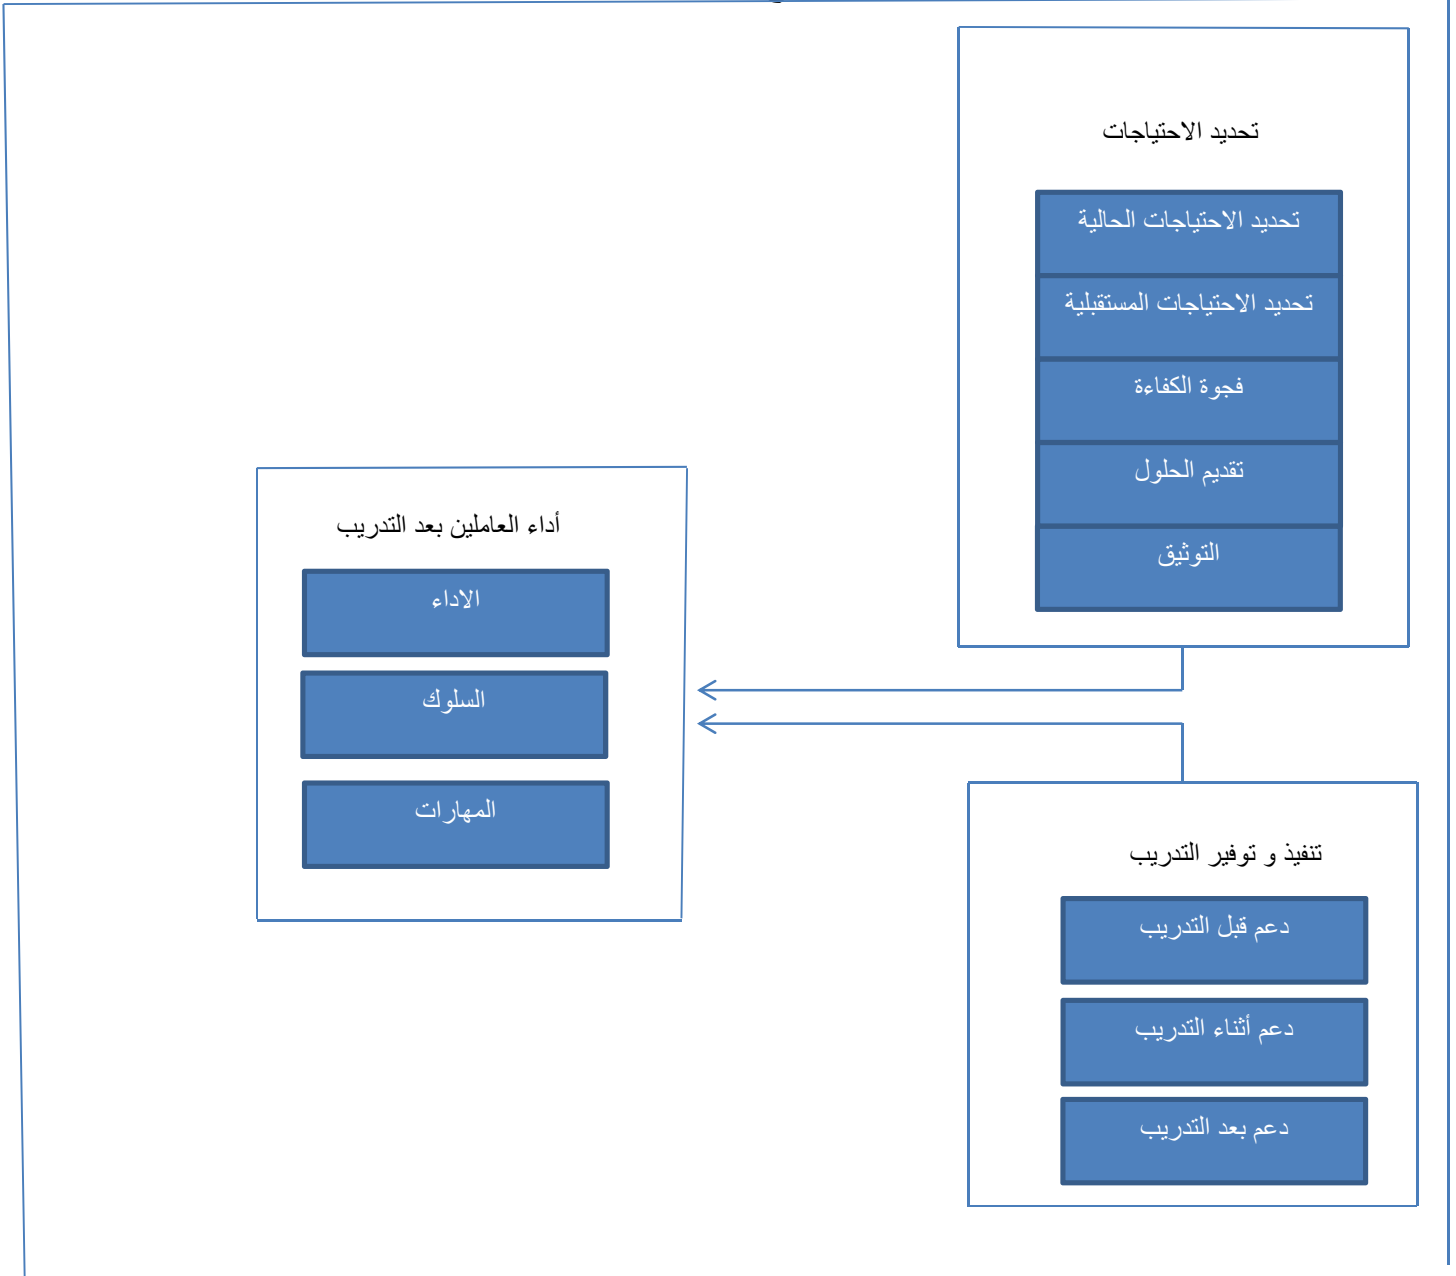 تحديد الاحتياجات
تحديد الاحتياجات الحالية
تحديد الاحتياجات المستقبلية
فجوة الكفاءة
تقديم الحلول
التوثيق
أداء العاملين بعد التدريب
الاداء
السلوك
المهارات
تنفيذ و توفير التدريب
دعم قبل التدريب
دعم أثناء التدريب
دعم بعد التدريب